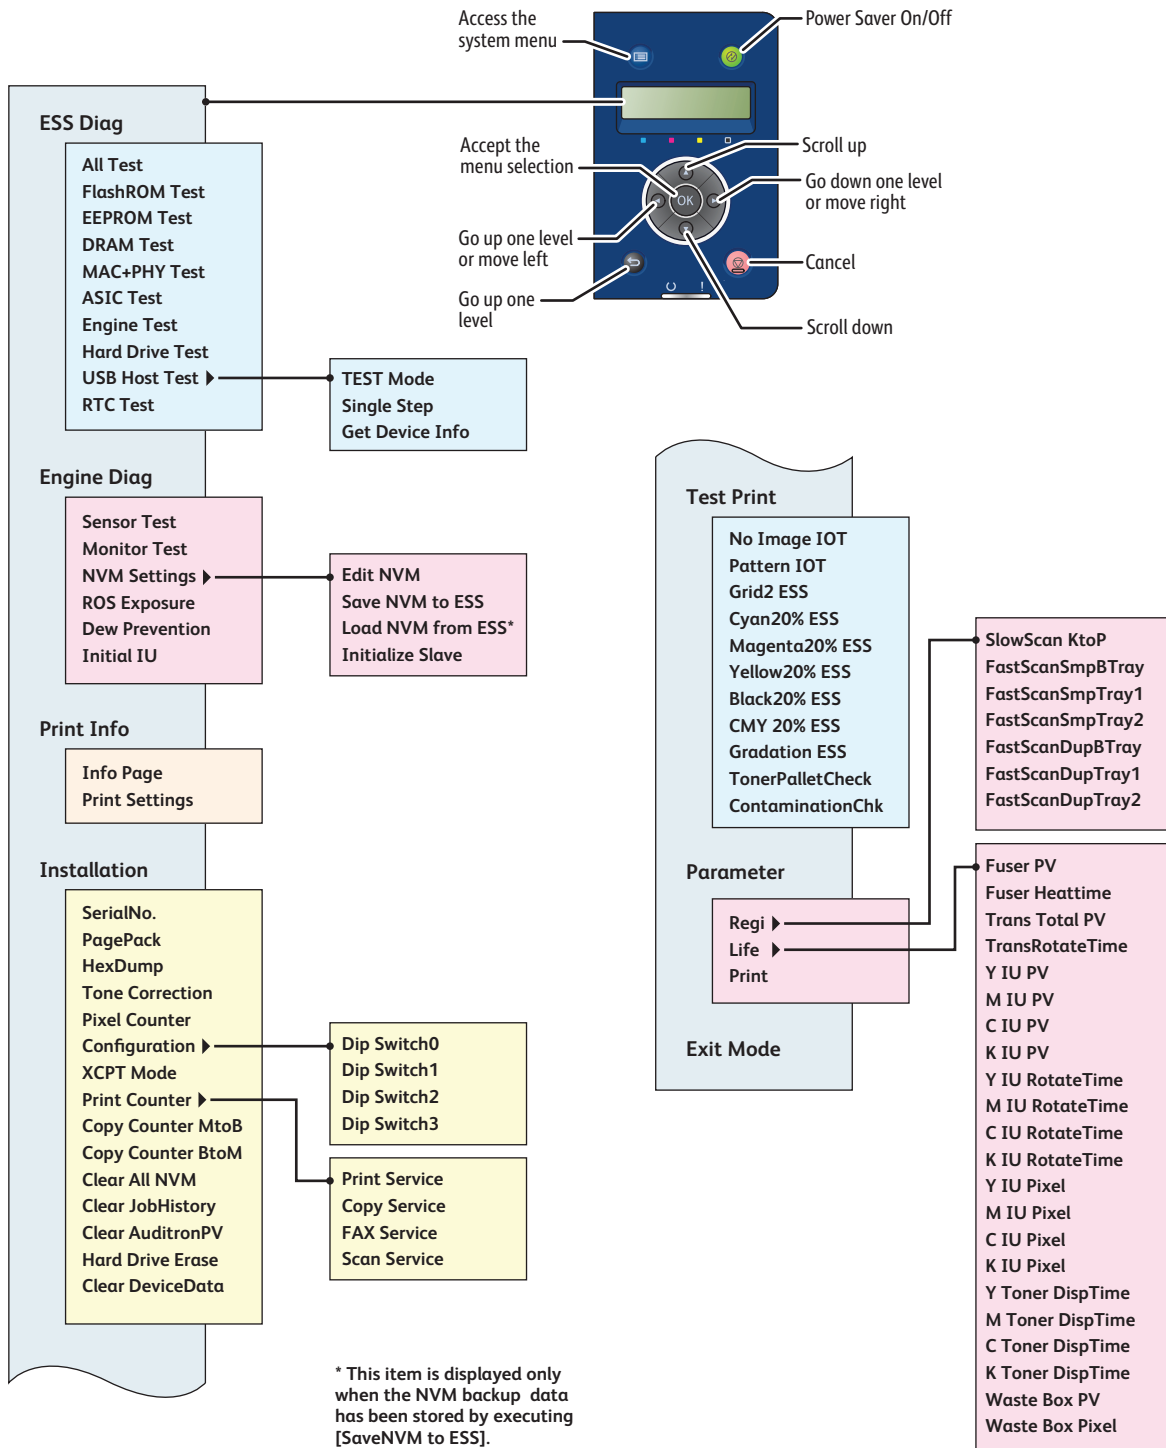 Access the
system menu
Power Saver On/Off
Accept the
menu selection
OK
Scroll up
Go down one level
or move right
Go up one level
or move left
Cancel
Go up one
level
Scroll down
ESS Diag
All Test
FlashROM Test
EEPROM Test
DRAM Test
MAC+PHY Test
ASIC Test
Engine Test
Hard Drive Test
USB Host Test
RTC Test
TEST Mode
Single Step
Get Device Info
Engine Diag
Sensor Test
Monitor Test
NVM Settings
ROS Exposure
Dew Prevention
Initial IU
Edit NVM
Save NVM to ESS
Load NVM from ESS*
Initialize Slave
Print Info
Info Page
Print Settings
Installation
SerialNo.
PagePack
HexDump
Tone Correction
Pixel Counter
Configuration
XCPT Mode
Print Counter
Copy Counter MtoB
Copy Counter BtoM
Clear All NVM
Clear JobHistory
Clear AuditronPV
Hard Drive Erase
Clear DeviceData
Dip Switch0
Dip Switch1
Dip Switch2
Dip Switch3
Print Service
Copy Service
FAX Service
Scan Service
* This item is displayed only
when the NVM backup data
has been stored by executing
[SaveNVM to ESS].
Test Print
No Image IOT
Pattern IOT
Grid2 ESS
Cyan20% ESS
Magenta20% ESS
Yellow20% ESS
Black20% ESS
CMY 20% ESS
Gradation ESS
TonerPalletCheck
ContaminationChk
Parameter
Regi
Life
Print
Exit Mode
SlowScan KtoP
FastScanSmpBTray
FastScanSmpTray1
FastScanSmpTray2
FastScanDupBTray
FastScanDupTray1
FastScanDupTray2
Fuser PV
Fuser Heattime
Trans Total PV
TransRotateTime
Y IU PV
M IU PV
C IU PV
K IU PV
Y IU RotateTime
M IU RotateTime
C IU RotateTime
K IU RotateTime
Y IU Pixel
M IU Pixel
C IU Pixel
K IU Pixel
Y Toner DispTime
M Toner DispTime
C Toner DispTime
K Toner DispTime
Waste Box PV
Waste Box Pixel